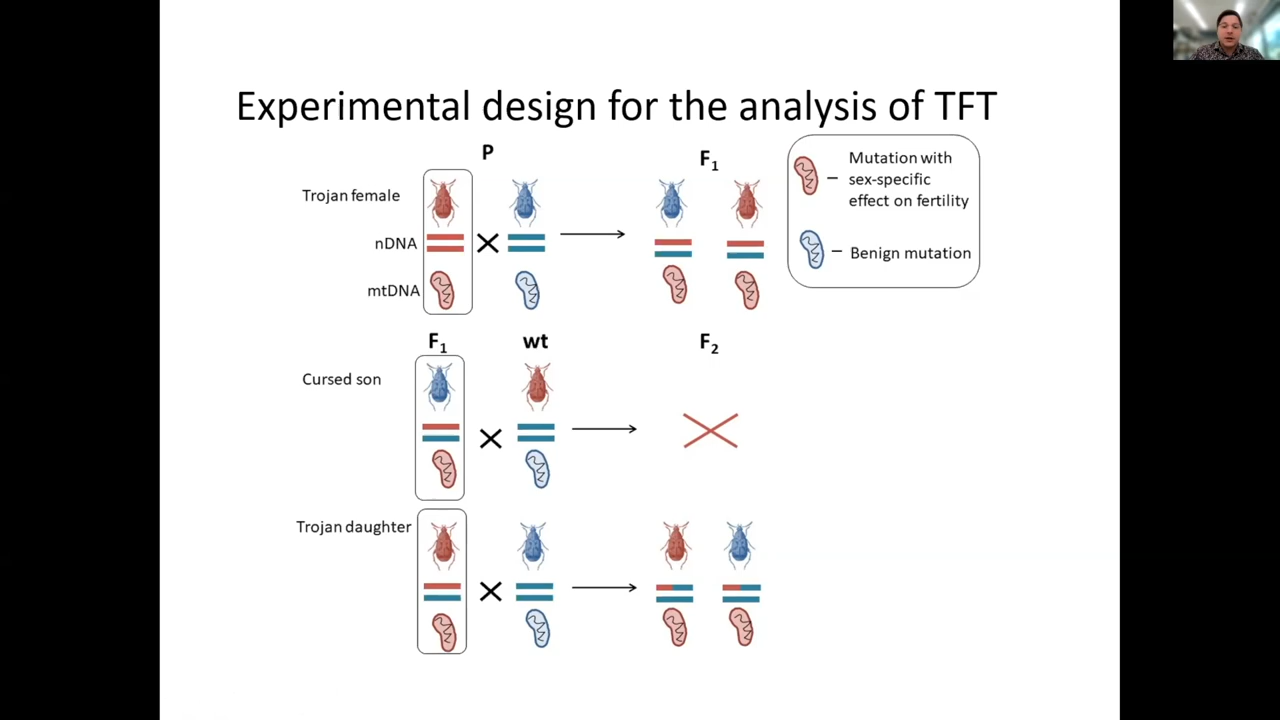 Experimental design for the analysis of TFT
P
F1
Trojan female
nDNA
mtDNA
Mutation with
sex-specific
effect on fertility
Benign mutation
F1
wt
F2
Cursed son
Trojan daughter